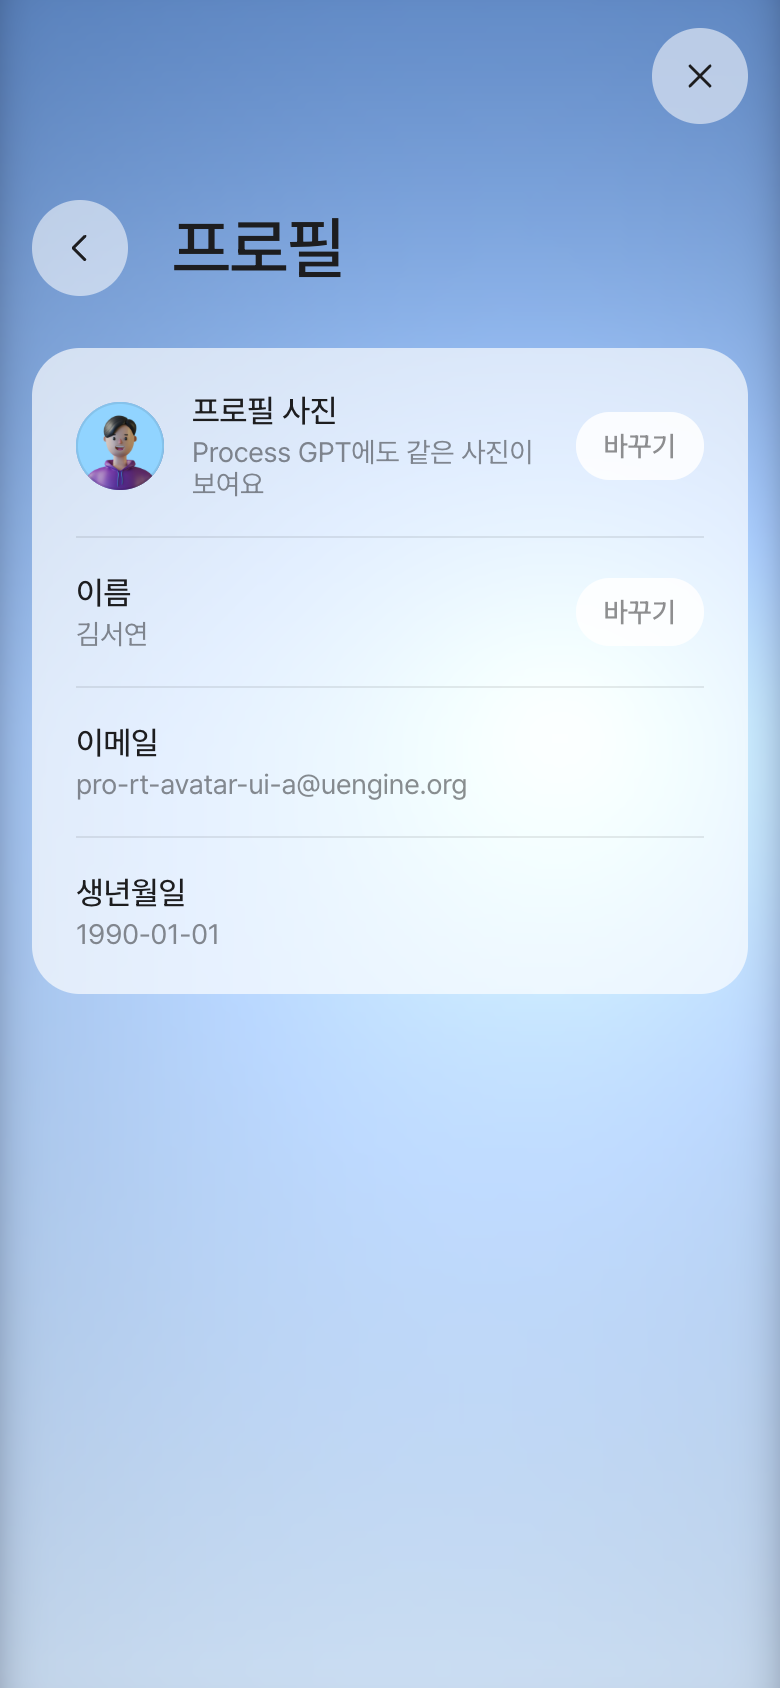 프로필
프로필 사진
Process GPT에도 같은 사진이
보여요
바꾸기
이름
김서연
바꾸기
이메일
pro-rt-avatar-ui-a@uengine.org
생년월일
1990-01-01